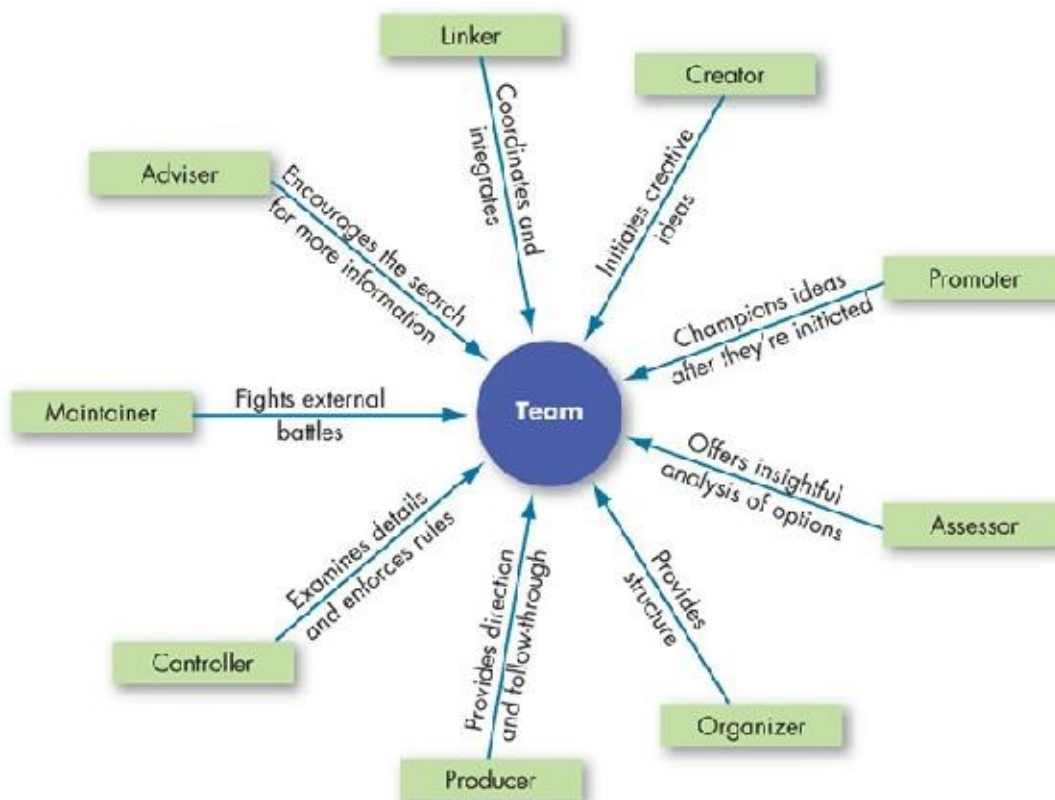 Linker
Coordinates and
integrates
Creator
Initiates creative
ideas
Promoter
Champions ideas
after they're initiated
Assessor
Offers insightful
analysis of options
Organizer
Provides
structure
Producer
Provides direction
and follow-through
Controller
Examines details
and enforces rules
Maintainer
Fights external
battles
Adviser
Encourages the search
for more information
Team